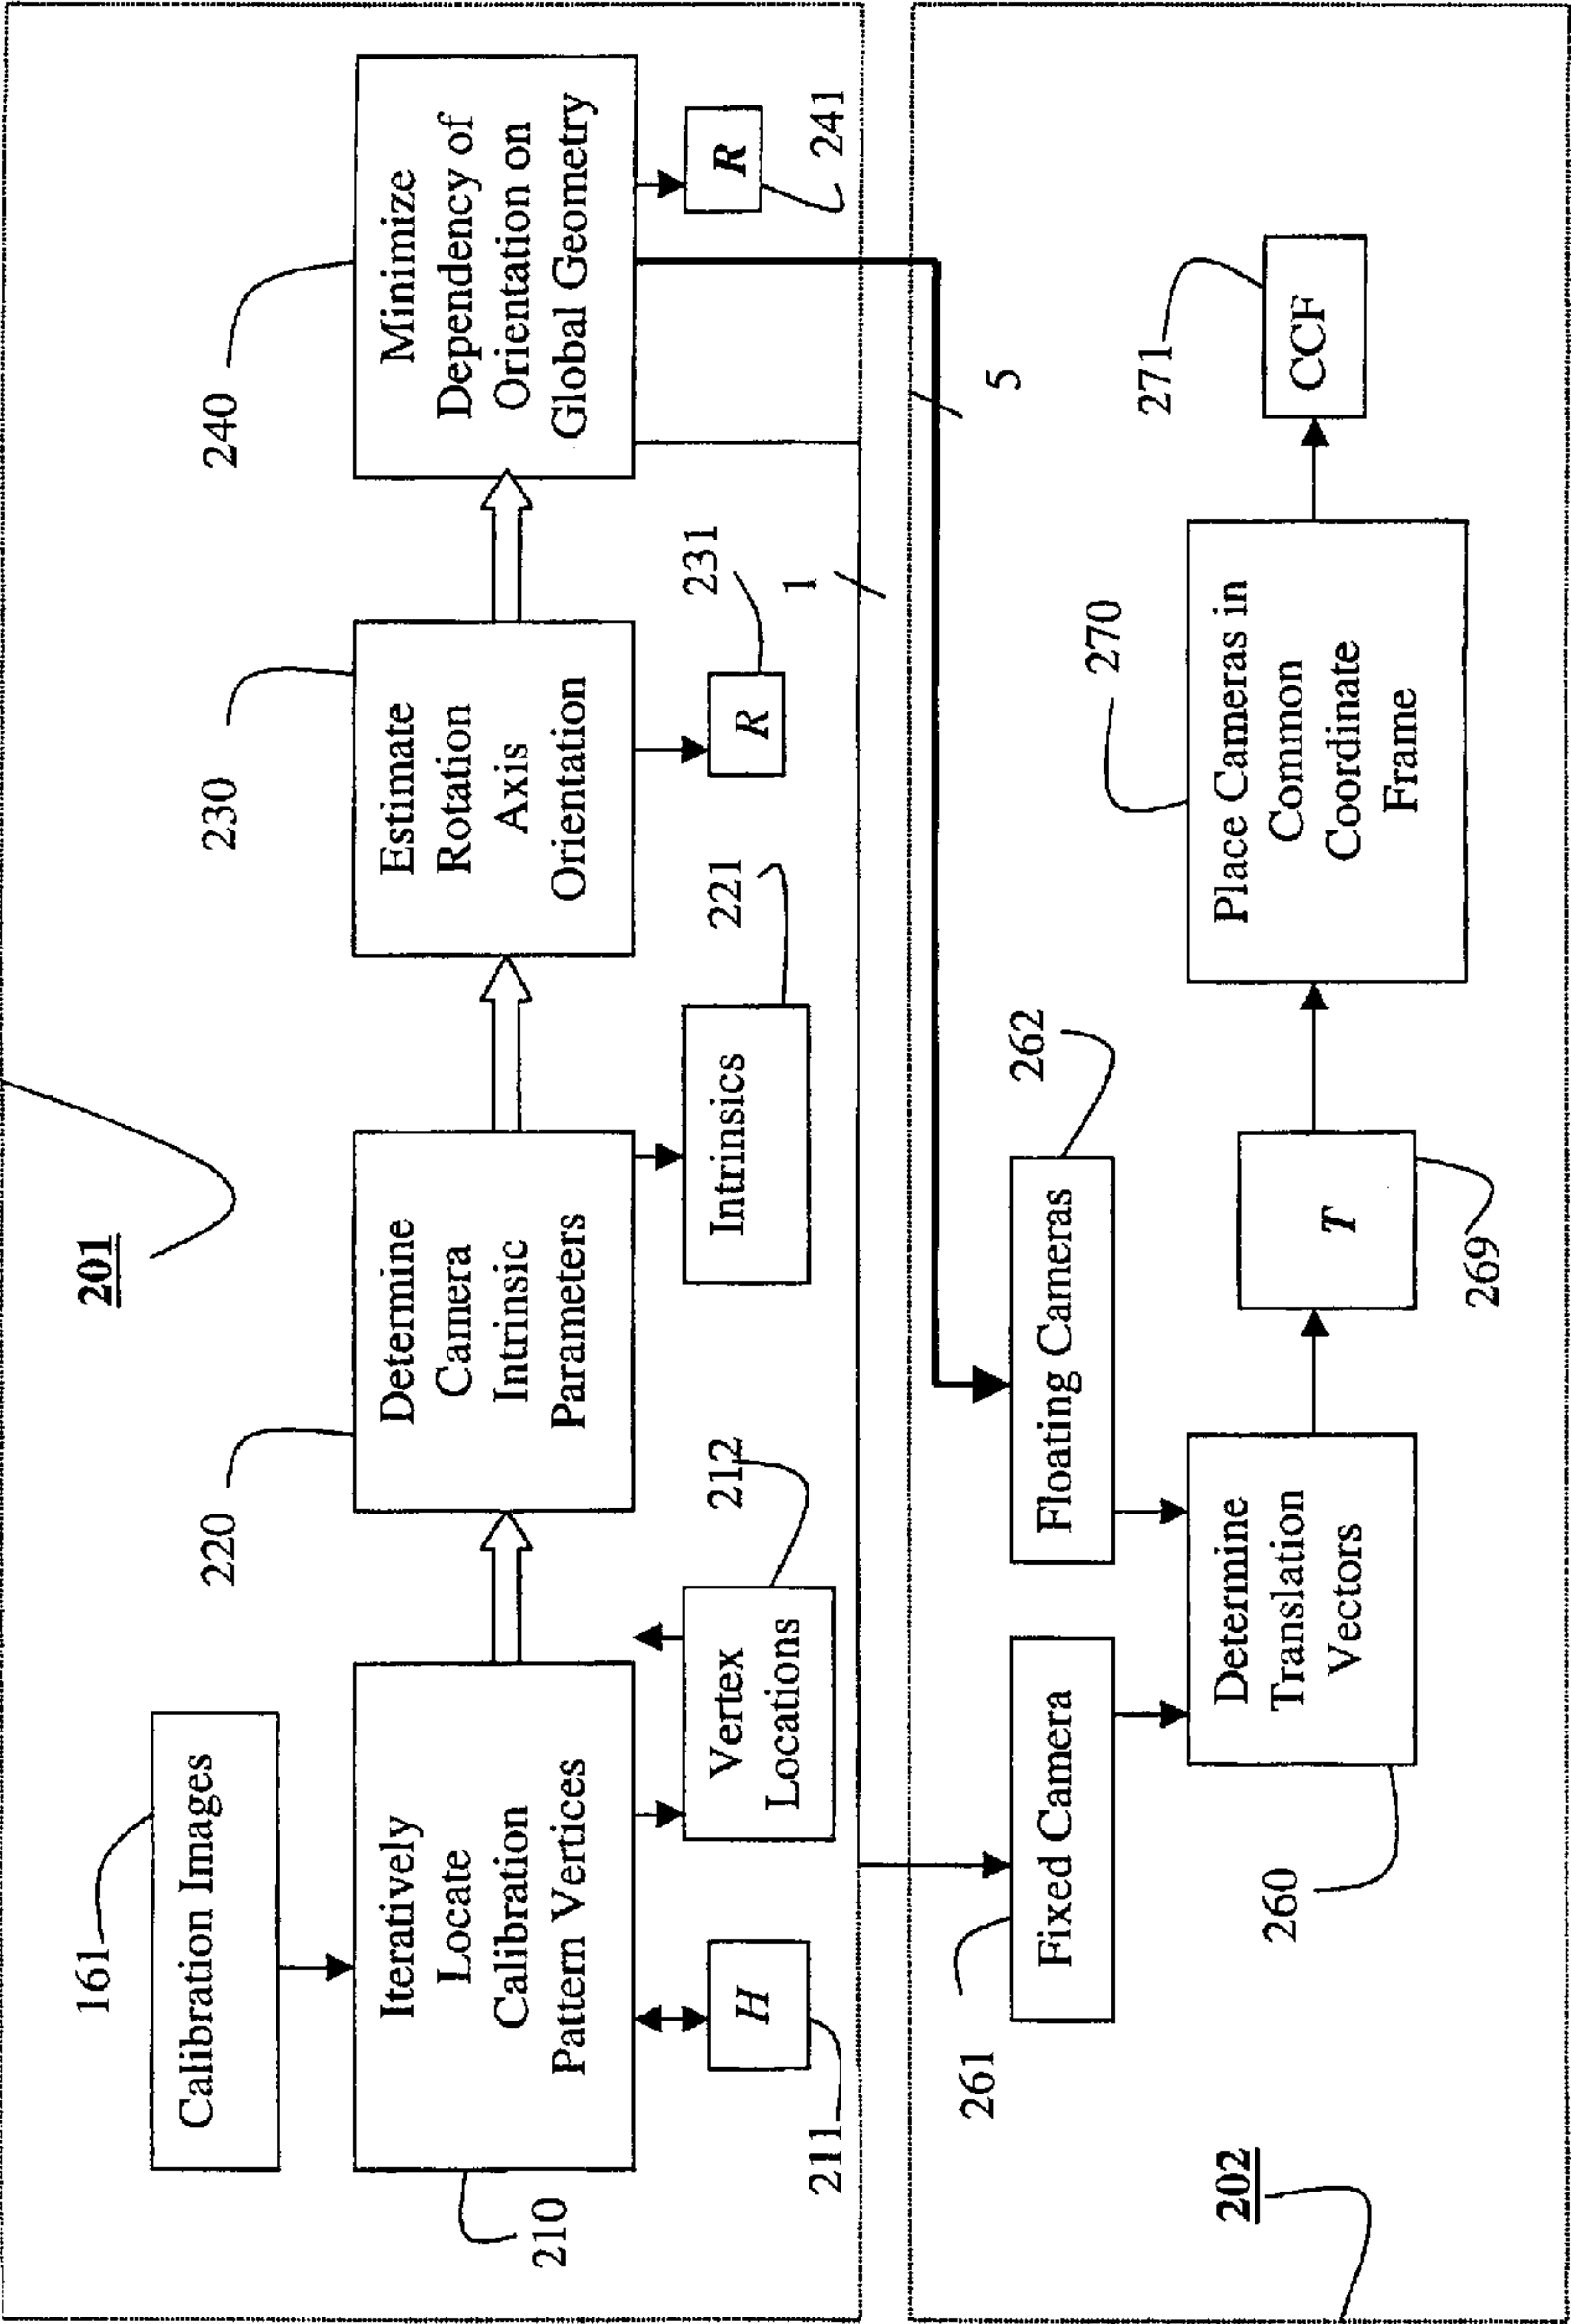 201
161
Calibration Images
210
Iteratively
Locate
Calibration
Pattern Vertices
211
H
212
Vertex
Locations
220
Determine
Camera
Intrinsic
Parameters
221
Intrinsics
230
Estimate
Rotation
Axis
Orientation
231
R
240
Minimize
Dependency of
Orientation on
Global Geometry
241
R
1
5
202
261
Fixed Camera
262
Floating Cameras
260
Determine
Translation
Vectors
269
T
270
Place Cameras in
Common
Coordinate
Frame
271
CCF